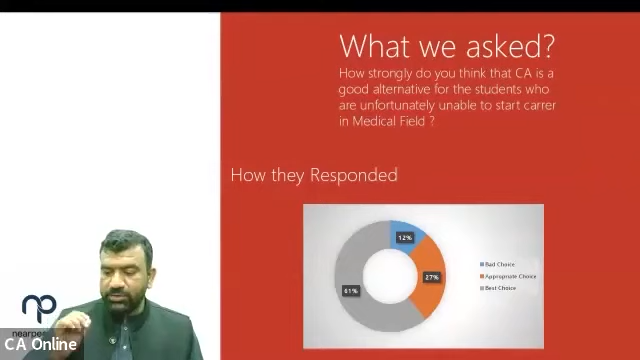 What we asked?
How strongly do you think that CA is a
good alternative for the students who
are unfortunately unable to start carrer
in Medical Field ?
How they Responded
12%
27%
61%
Bad Choice
Appropriate Choice
Best Choice
CA Online